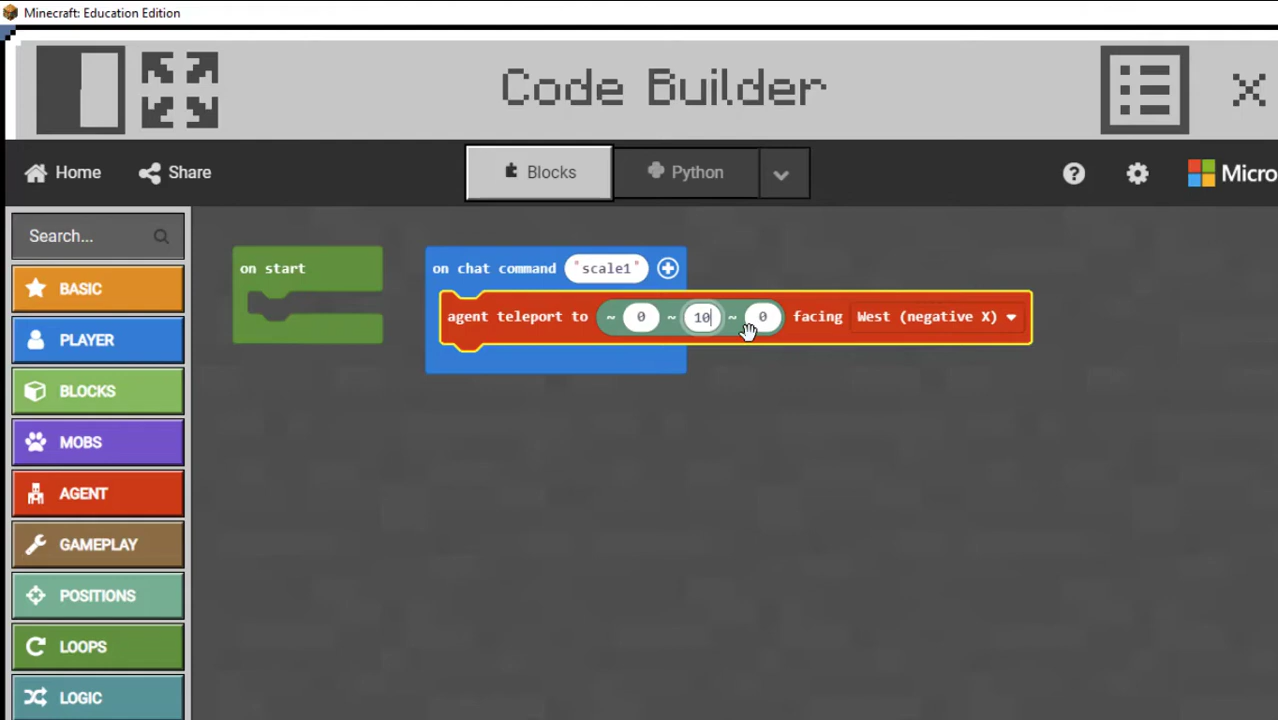 Minecraft: Education Edition
Code Builder
Home Share Blocks Python ? Micro
Search...
on start
on chat command "scale1"
BASIC
agent teleport to ~ 0 ~ 10 ~ 0 facing West (negative X)
PLAYER
BLOCKS
MOBS
AGENT
GAMEPLAY
POSITIONS
LOOPS
LOGIC